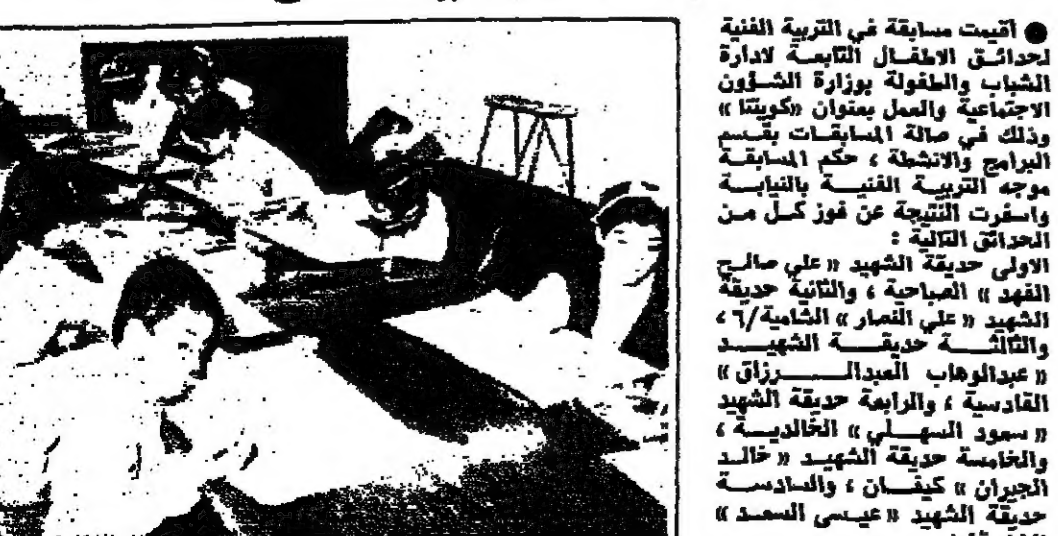 ● أقيمت مسابقة في التربية الفنية
لحدائق الاطفال التابعة لادارة
الشباب والطفولة بوزارة الشؤون
الاجتماعية والعمل بعنوان «كويتنا»
وذلك في صالة المسابقات بقسم
البرامج والانشطة ، حكم المسابقة
موجه التربية الفنية بالنيابة
واسفرت النتيجة عن فوز كل من
الحدائق التالية :
الاولى حديقة الشهيد «علي صالح
الفهد» الصباحية ، والثانية حديقة
الشهيد «علي النصار» الشامية/٦ ،
والثالثة حديقة الشهيد
«عبدالوهاب العبدالرزاق»
القادسية ، والرابعة حديقة الشهيد
«سعود السهلي» الخالدية ،
والخامسة حديقة الشهيد «خالد
الجيران» كيفان ، والسادسة
حديقة الشهيد «عيسى السعد»